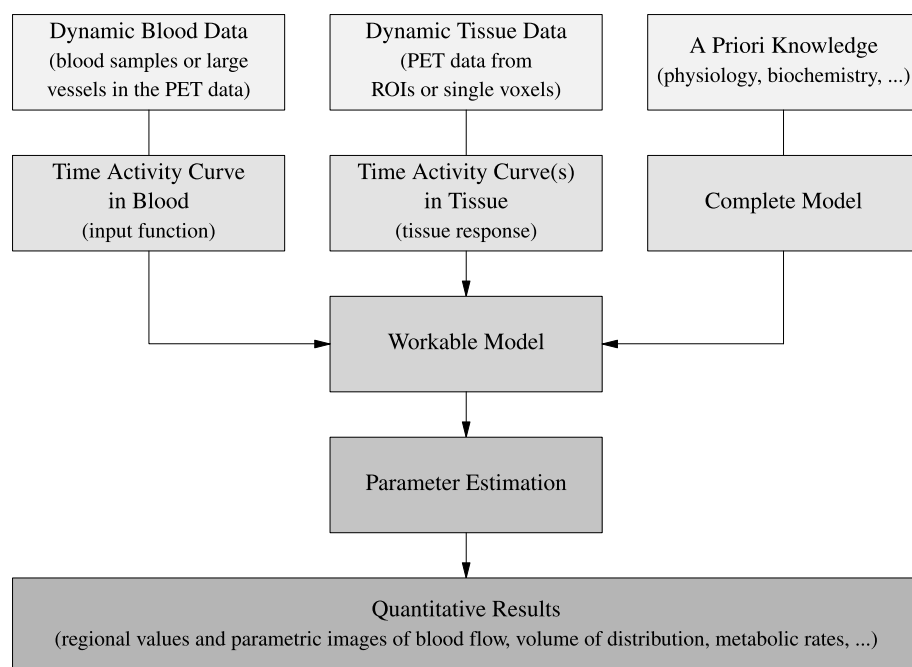 Dynamic Blood Data
(blood samples or large
vessels in the PET data)
Dynamic Tissue Data
(PET data from
ROIs or single voxels)
A Priori Knowledge
(physiology, biochemistry, ...)
Time Activity Curve
in Blood
(input function)
Time Activity Curve(s)
in Tissue
(tissue response)
Complete Model
Workable Model
Parameter Estimation
Quantitative Results
(regional values and parametric images of blood flow, volume of distribution, metabolic rates, ...)